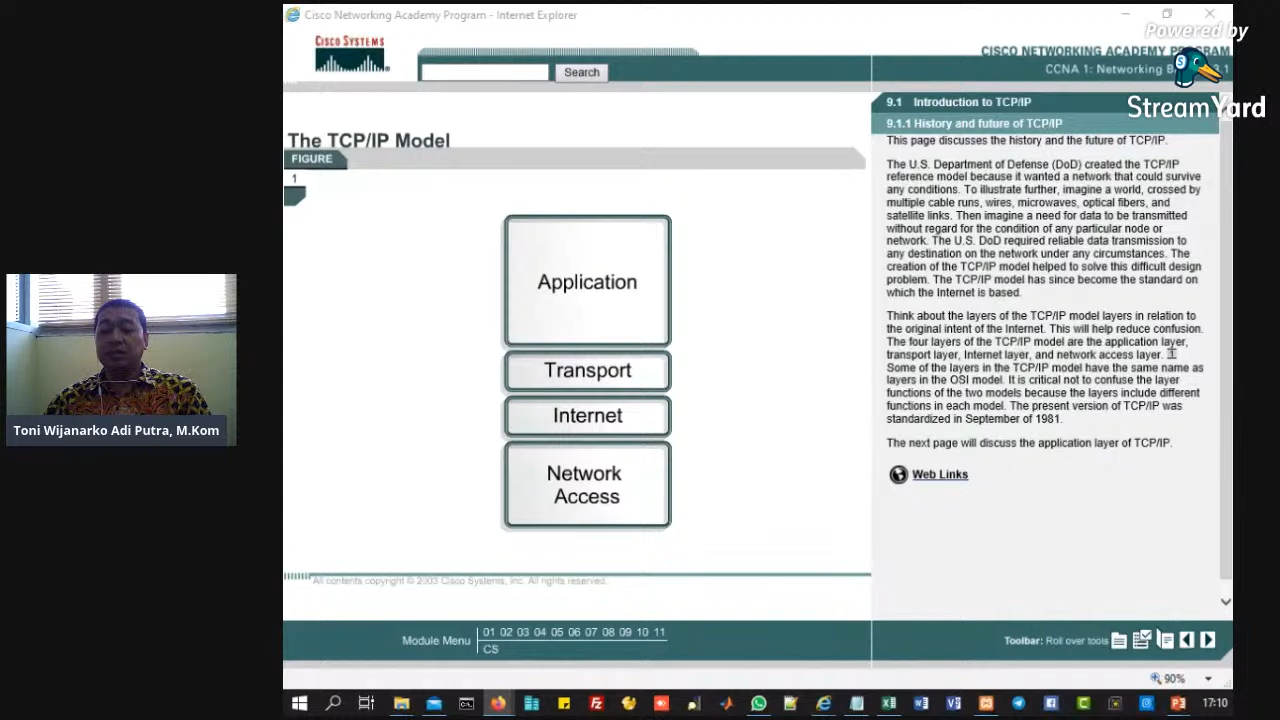 Cisco Networking Academy Program - Internet Explorer
Powered by
StreamYard
CISCO SYSTEMS
Search
CISCO NETWORKING ACADEMY PROGRAM
CCNA 1: Networking
The TCP/IP Model
FIGURE
1
Application
Transport
Internet
Network
Access
9.1 Introduction to TCP/IP
9.1.1 History and future of TCP/IP
This page discusses the history and the future of TCP/IP.
The U.S. Department of Defense (DoD) created the TCP/IP
reference model because it wanted a network that could survive
any conditions. To illustrate further, imagine a world, crossed by
multiple cable runs, wires, microwaves, optical fibers, and
satellite links. Then imagine a need for data to be transmitted
without regard for the condition of any particular node or
network. The U.S. DoD required reliable data transmission to
any destination on the network under any circumstances. The
creation of the TCP/IP model helped to solve this difficult design
problem. The TCP/IP model has since become the standard on
which the Internet is based.
Think about the layers of the TCP/IP model layers in relation to
the original intent of the Internet. This will help reduce confusion.
The four layers of the TCP/IP model are the application layer,
transport layer, Internet layer, and network access layer.
Some of the layers in the TCP/IP model have the same name as
layers in the OSI model. It is critical not to confuse the layer
functions of the two models because the layers include different
functions in each model. The present version of TCP/IP was
standardized in September of 1981.
The next page will discuss the application layer of TCP/IP.
Web Links
Toni Wijanarko Adi Putra, M.Kom
All contents copyright © 2003 Cisco Systems, Inc. All rights reserved.
Module Menu
01 02 03 04 05 06 07 08 09 10 11
CS
Toolbar: Roll over tools
90%
17:10